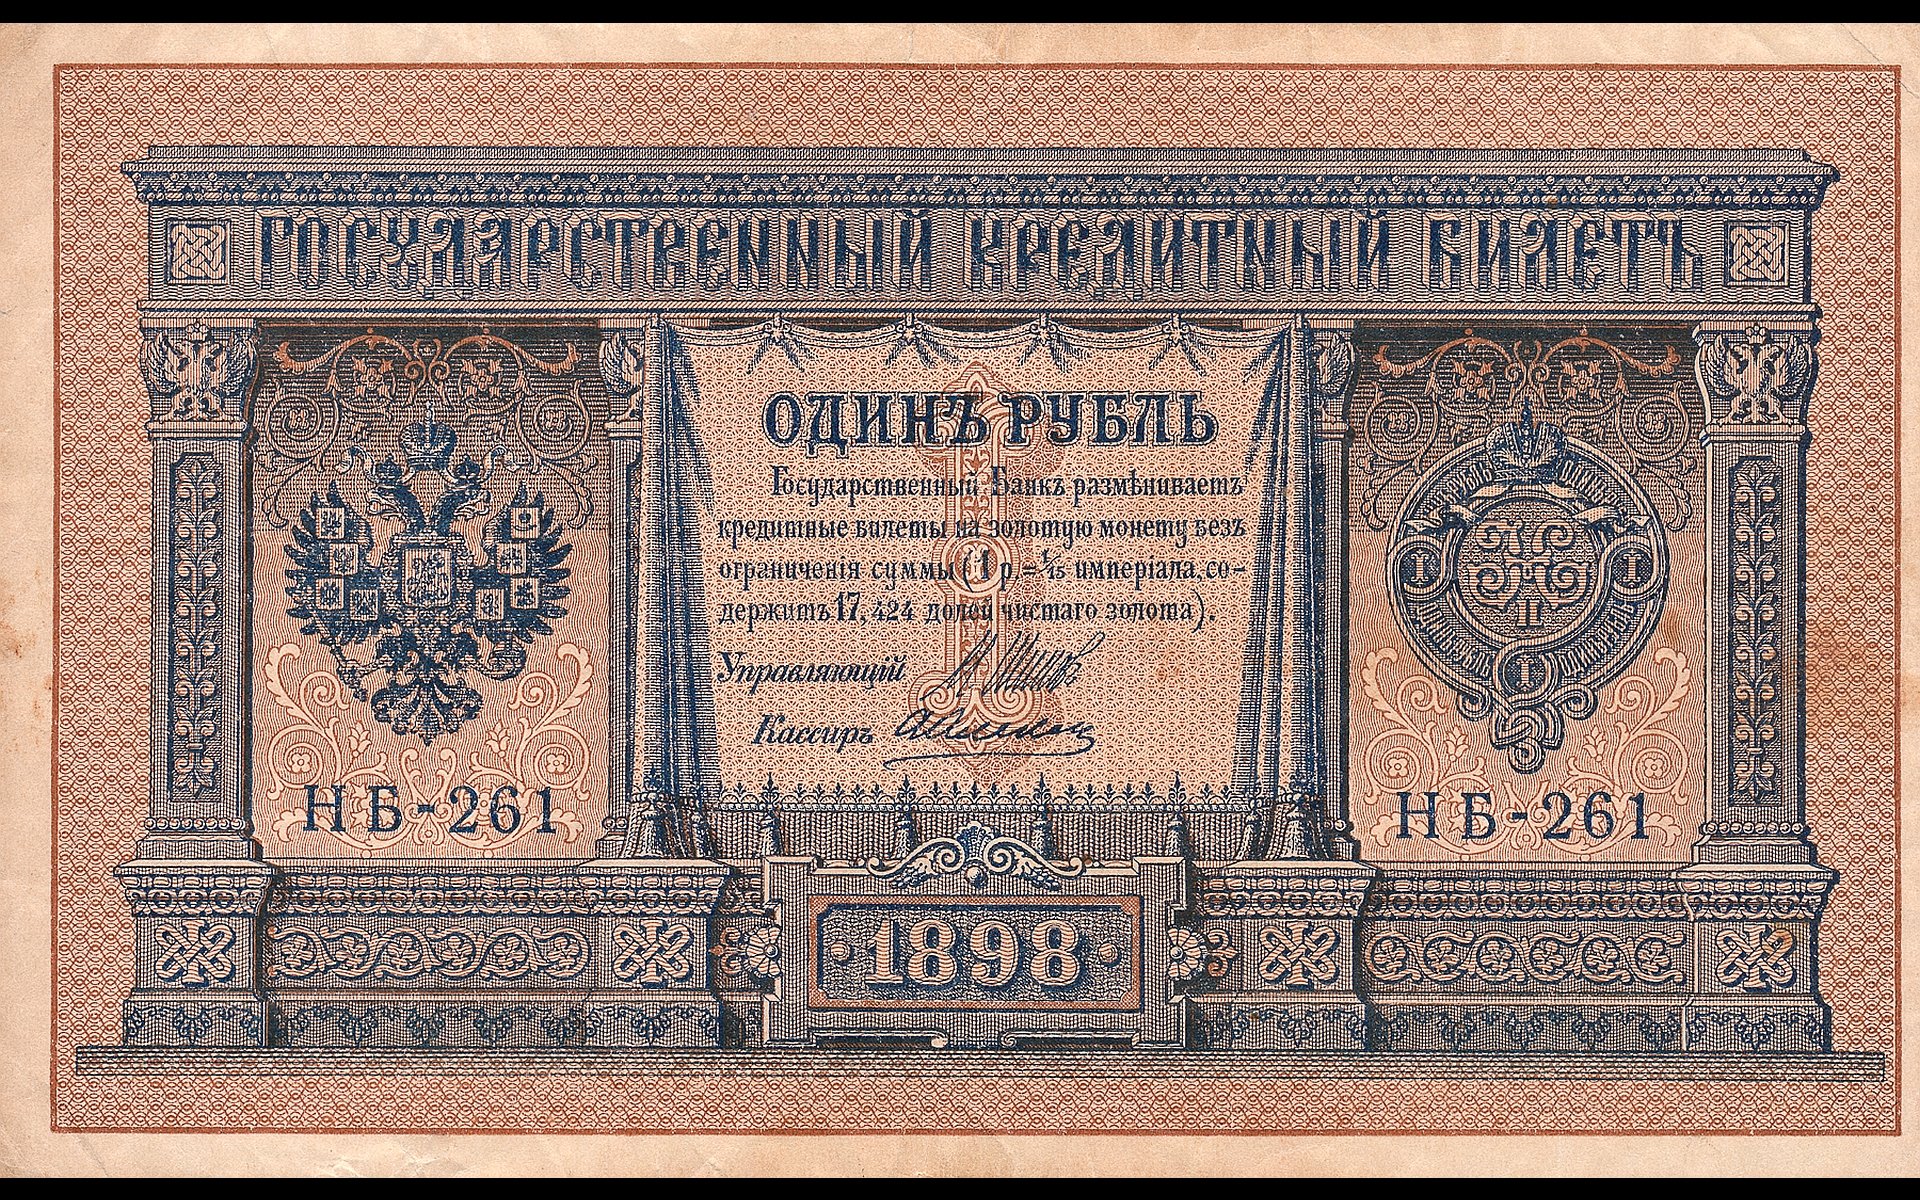 ГОСУДАРСТВЕННЫЙ КРЕДИТНЫЙ БИЛЕТЪ
ОДИНЪ РУБЛЬ
Государственный Банкъ размѣниваетъ
кредитные билеты на золотую монету безъ
ограниченія суммы (1 р. = 1/15 имперіала, со-
держитъ 17,424 долей чистаго золота).
Управляющій
Кассиръ
I I
II
I
НБ-261 НБ-261
1898